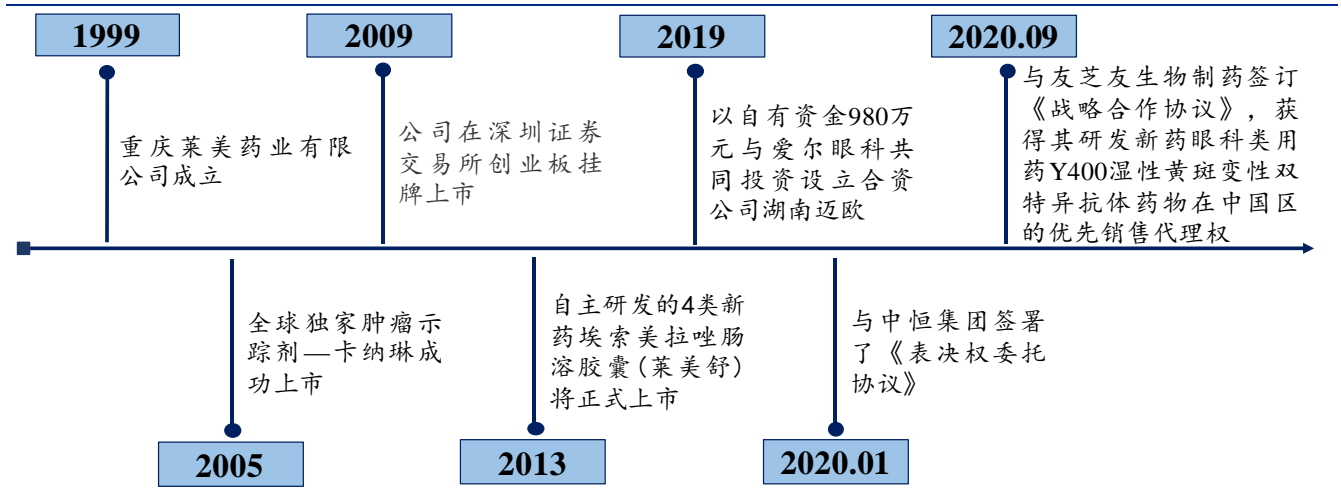 1999
重庆莱美药业有限
公司成立
2005
全球独家肿瘤示
踪剂—卡纳琳成
功上市
2009
公司在深圳证券
交易所创业板挂
牌上市
2013
自主研发的4类新
药埃索美拉唑肠
溶胶囊(莱美舒)
将正式上市
2019
以自有资金980万
元与爱尔眼科共
同投资设立合资
公司湖南迈欧
2020.01
与中恒集团签署
了《表决权委托
协议》
2020.09
与友芝友生物制药签订
《战略合作协议》，获
得其研发新药眼科类用
药Y400湿性黄斑变性双
特异抗体药物在中国区
的优先销售代理权